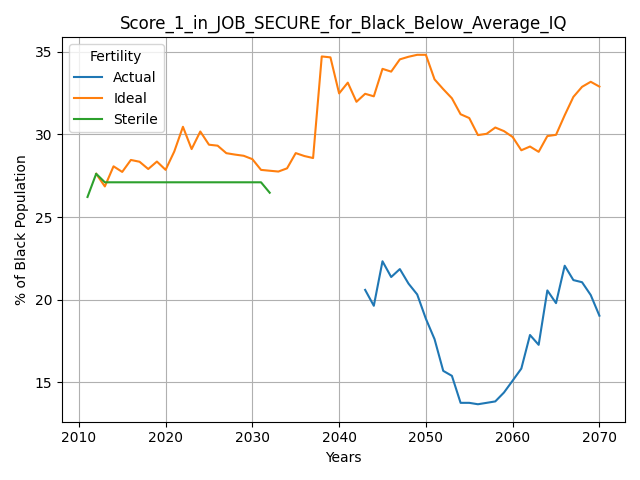 Score_1_in_JOB_SECURE_for_Black_Below_Average_IQ
Fertility
Actual
Ideal
Sterile
% of Black Population
35
30
25
20
15
2010 2020 2030 2040 2050 2060 2070
Years